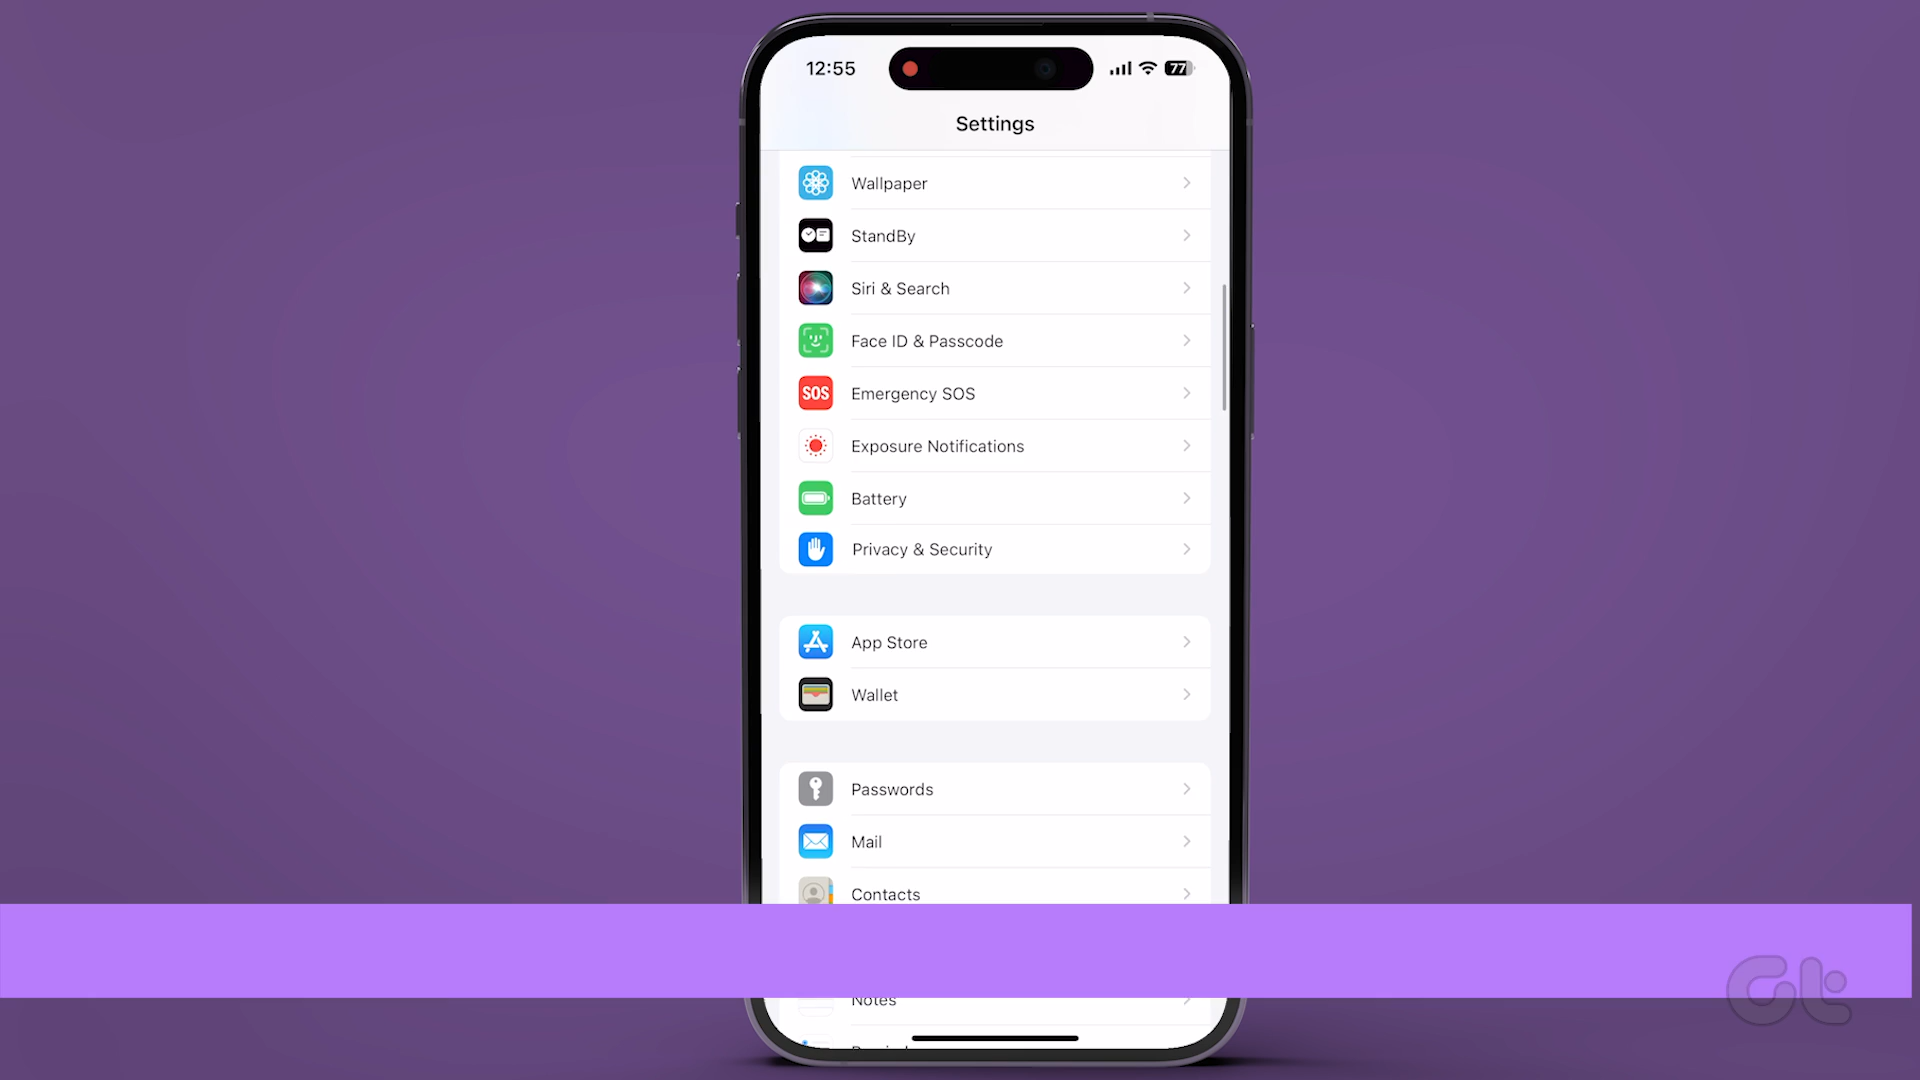 12:55
77
Settings
Wallpaper
StandBy
Siri & Search
Face ID & Passcode
SOS
Emergency SOS
Exposure Notifications
Battery
Privacy & Security
App Store
Wallet
Passwords
Mail
Contacts
Notes
Gt